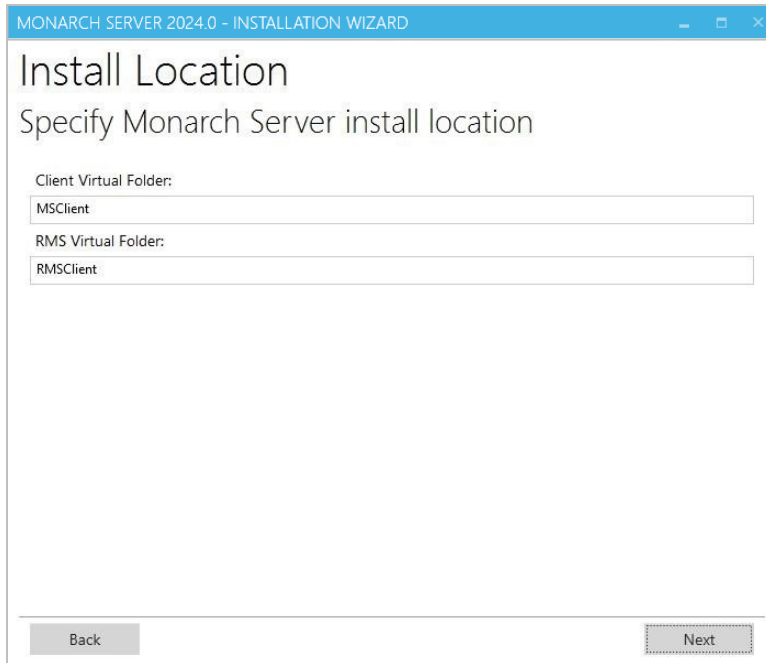 MONARCH SERVER 2024.0 - INSTALLATION WIZARD
Install Location
Specify Monarch Server install location
Client Virtual Folder:
MSClient
RMS Virtual Folder:
RMSClient
Back
Next